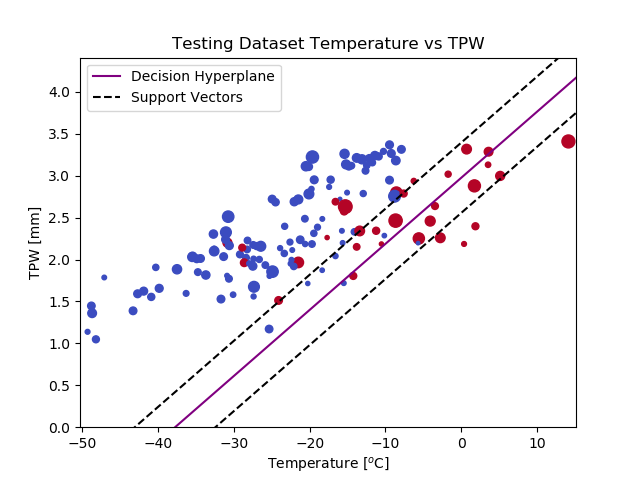 Testing Dataset Temperature vs TPW
Decision Hyperplane
Support Vectors
TPW [mm]
4.0
3.5
3.0
2.5
2.0
1.5
1.0
0.5
0.0
−50 −40 −30 −20 −10 0 10
Temperature [°C]